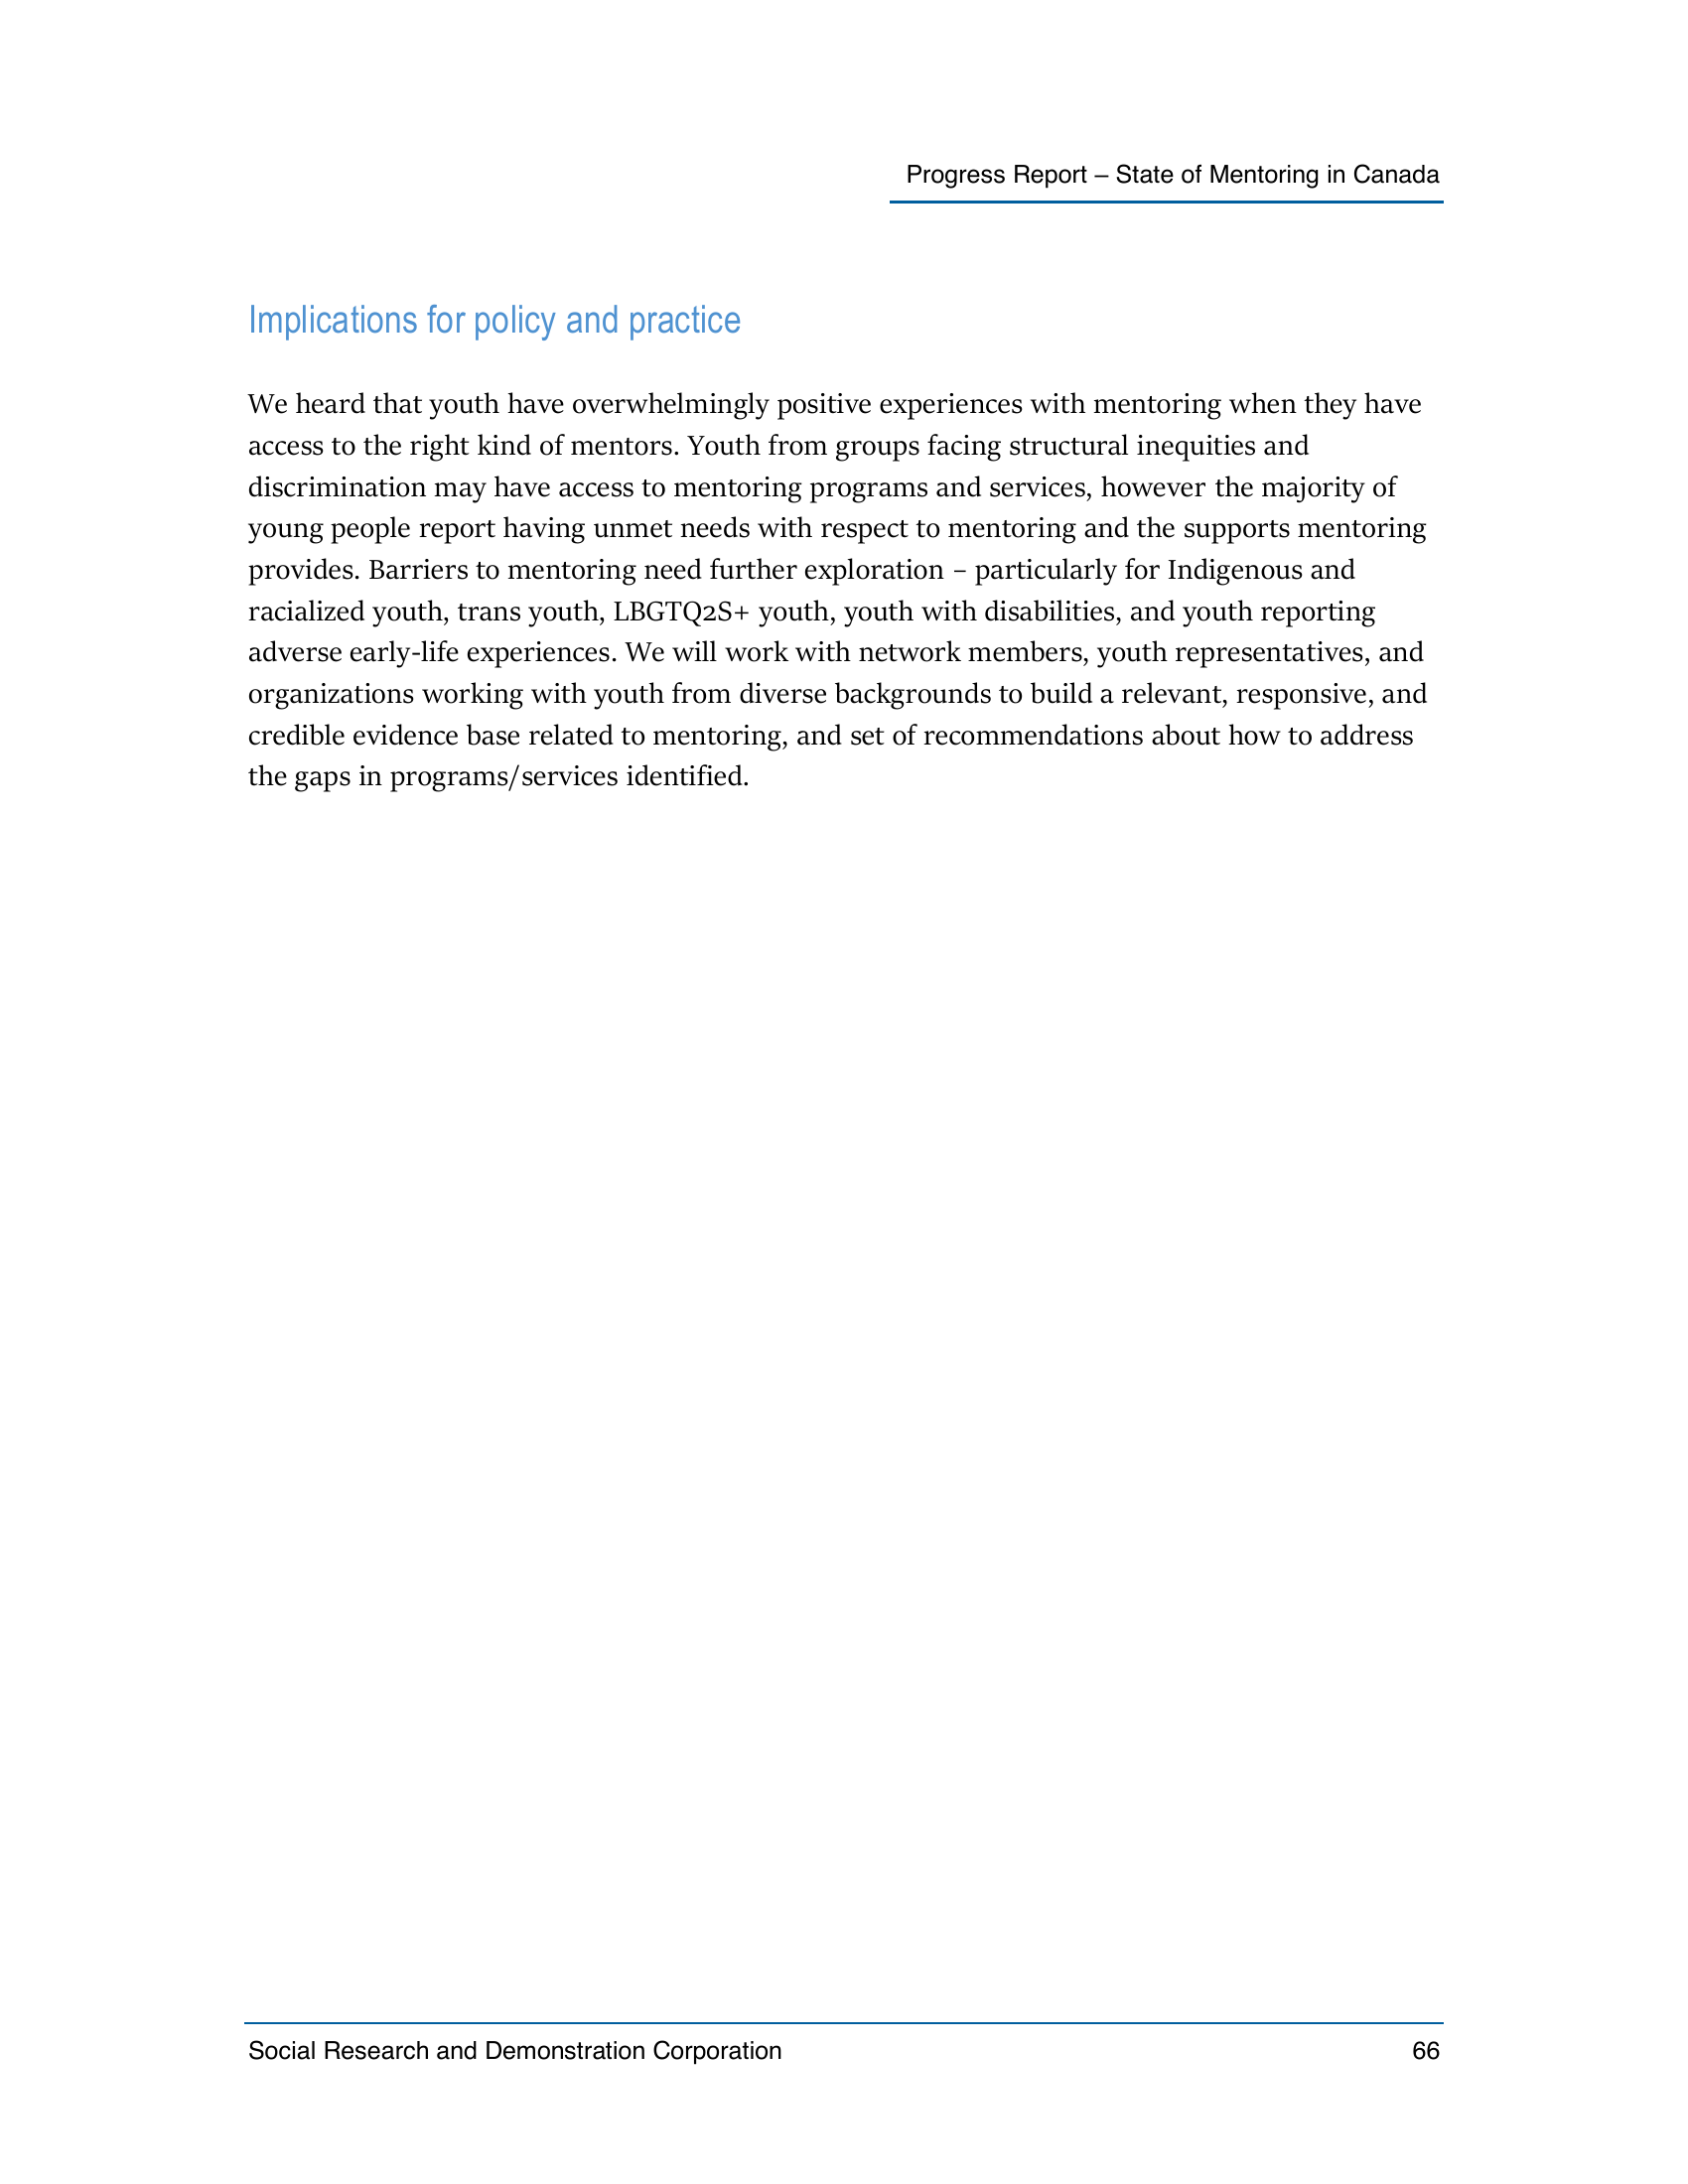 Progress Report – State of Mentoring in Canada
Implications for policy and practice
We heard that youth have overwhelmingly positive experiences with mentoring when they have
access to the right kind of mentors. Youth from groups facing structural inequities and
discrimination may have access to mentoring programs and services, however the majority of
young people report having unmet needs with respect to mentoring and the supports mentoring
provides. Barriers to mentoring need further exploration – particularly for Indigenous and
racialized youth, trans youth, LBGTQ2S+ youth, youth with disabilities, and youth reporting
adverse early-life experiences. We will work with network members, youth representatives, and
organizations working with youth from diverse backgrounds to build a relevant, responsive, and
credible evidence base related to mentoring, and set of recommendations about how to address
the gaps in programs/services identified.
Social Research and Demonstration Corporation 66